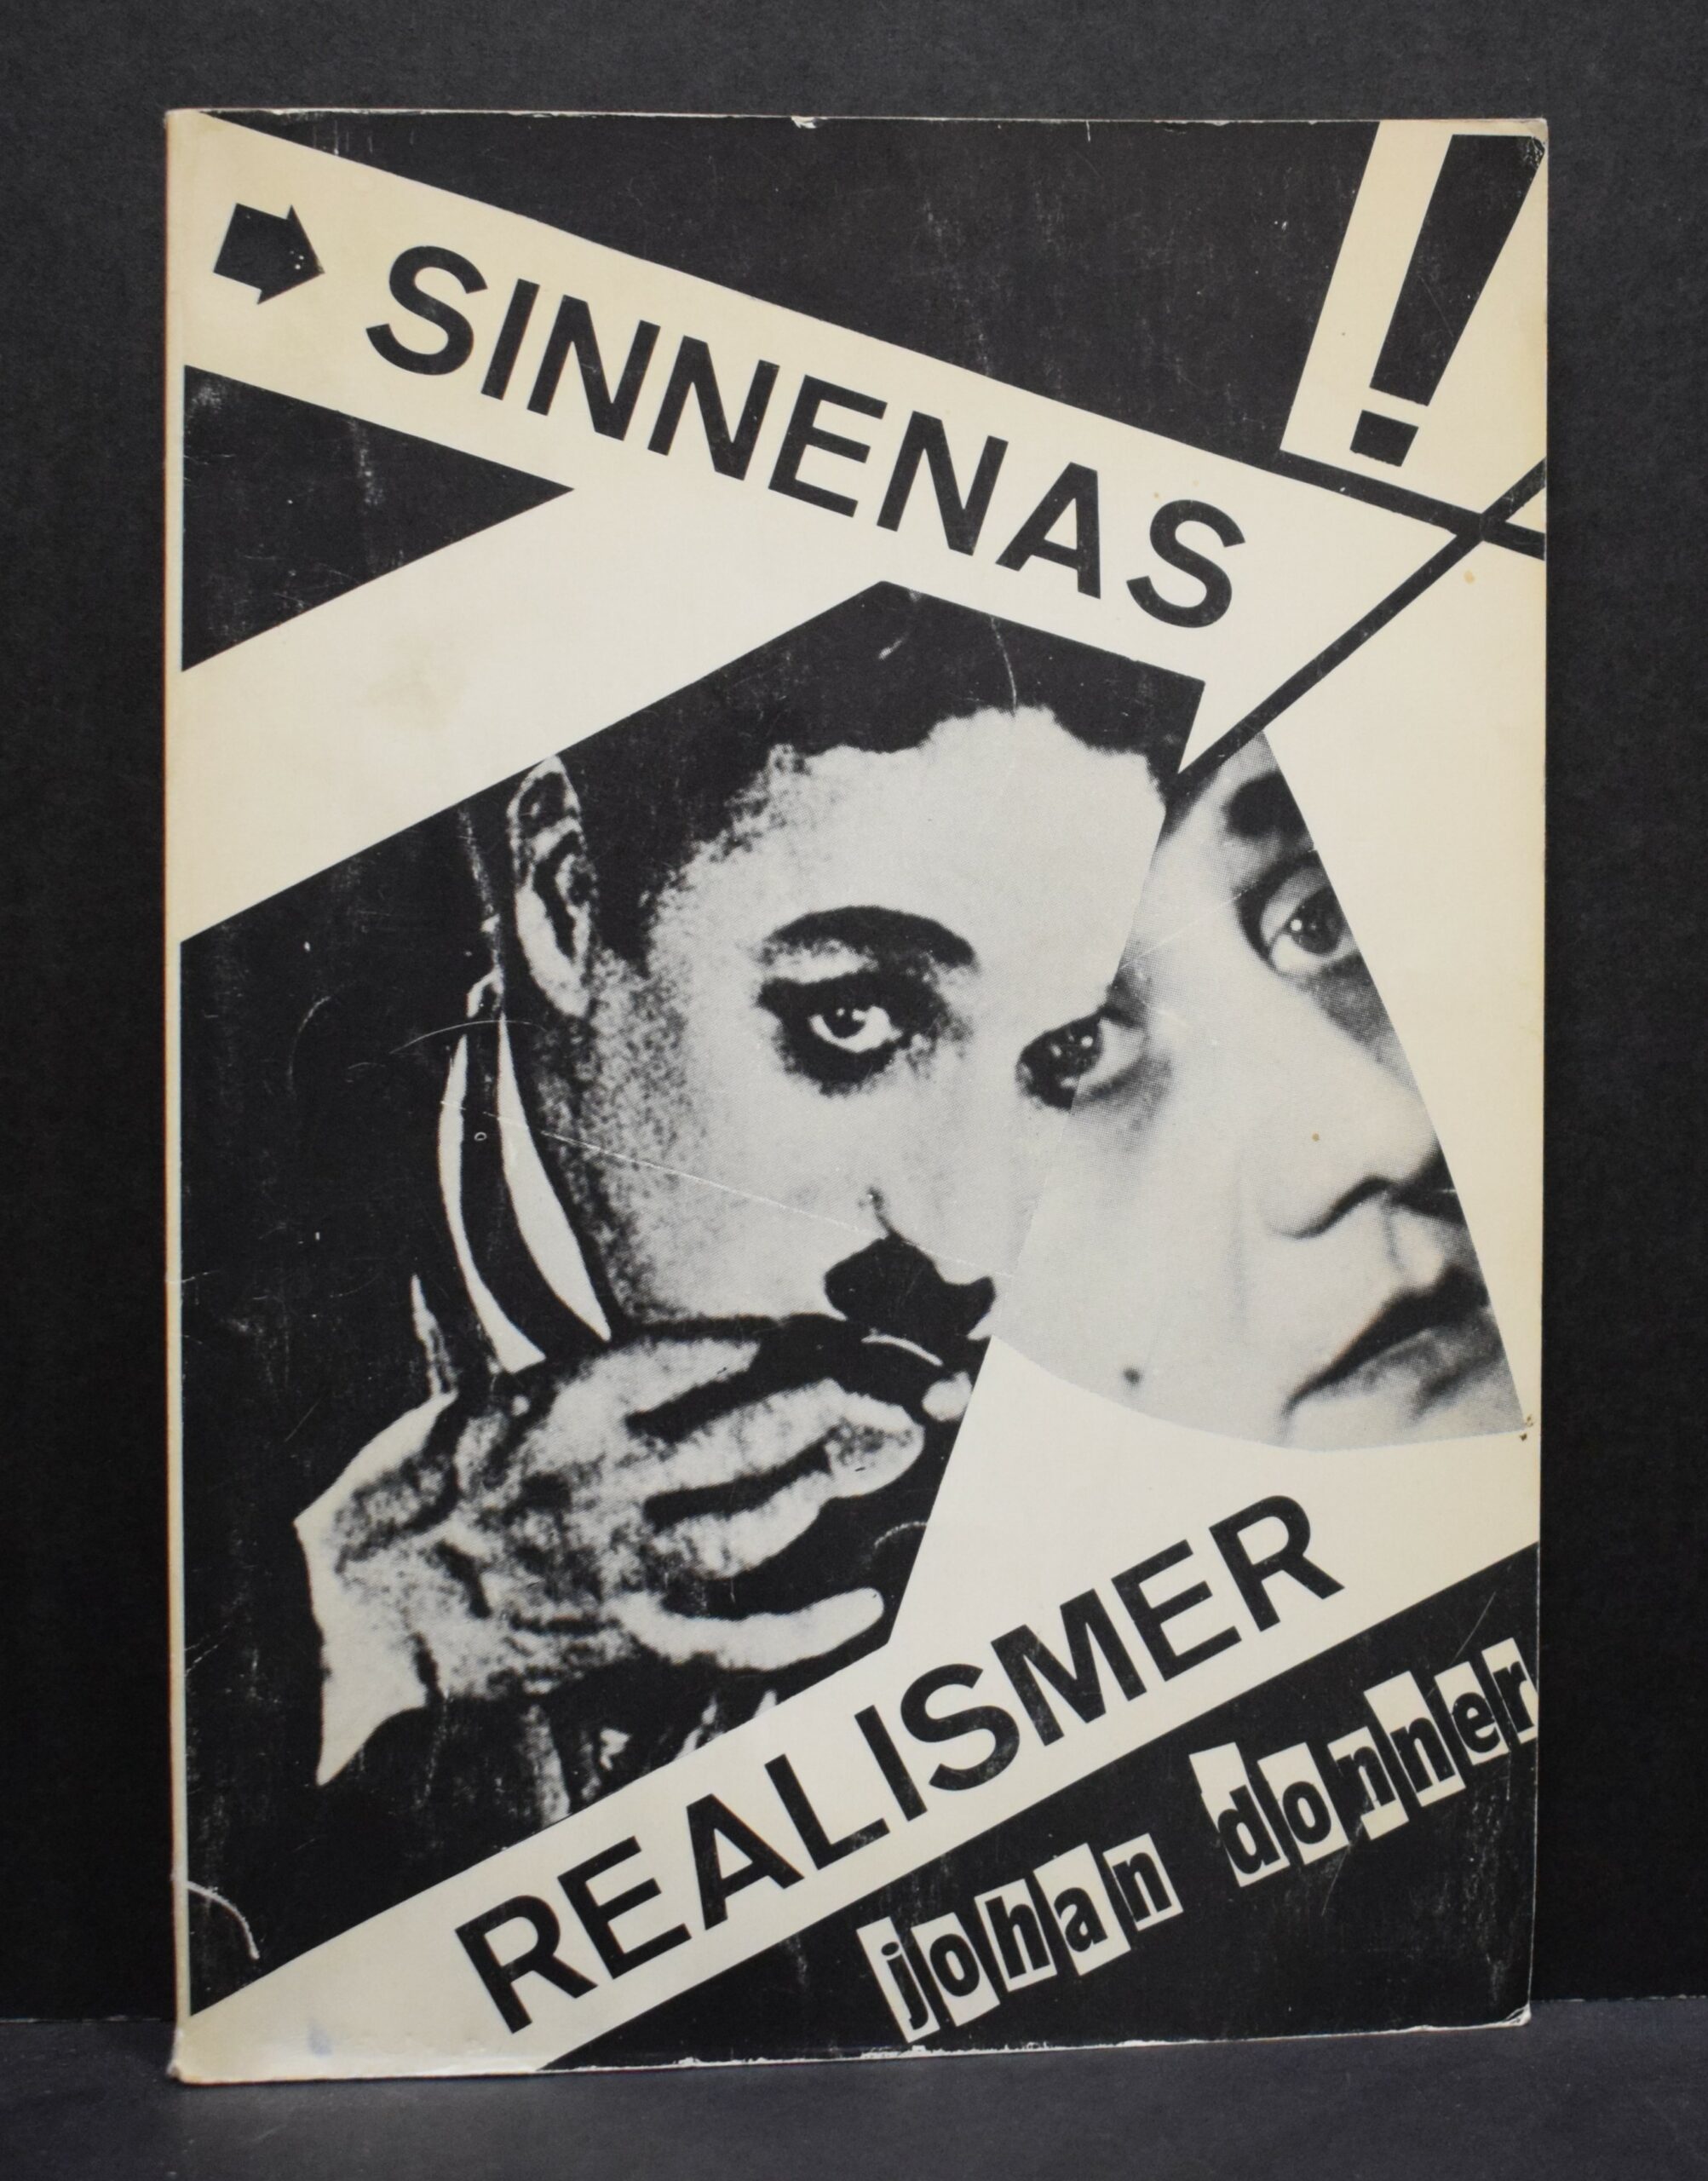 SINNENAS
!
REALISMER
johan donner